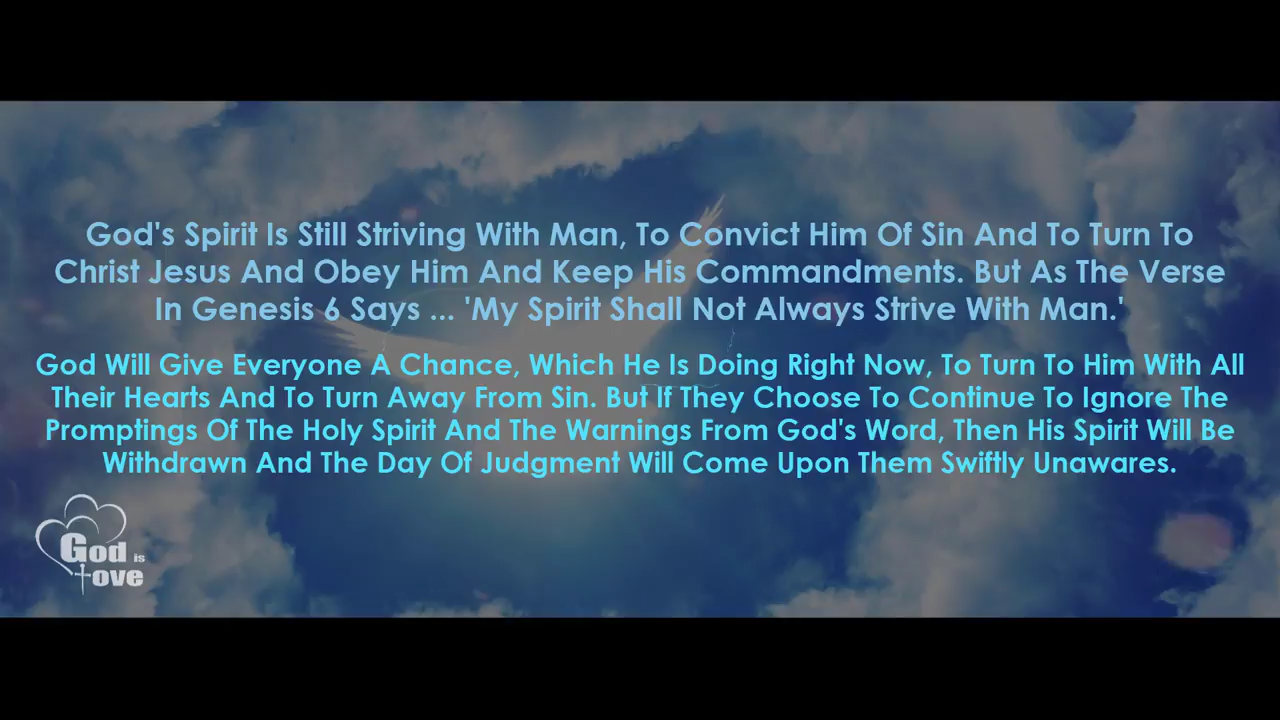 God's Spirit Is Still Striving With Man, To Convict Him Of Sin And To Turn To
Christ Jesus And Obey Him And Keep His Commandments. But As The Verse
In Genesis 6 Says ... 'My Spirit Shall Not Always Strive With Man.'
God Will Give Everyone A Chance, Which He Is Doing Right Now, To Turn To Him With All
Their Hearts And To Turn Away From Sin. But If They Choose To Continue To Ignore The
Promptings Of The Holy Spirit And The Warnings From God's Word, Then His Spirit Will Be
Withdrawn And The Day Of Judgment Will Come Upon Them Swiftly Unawares.
God is
Love